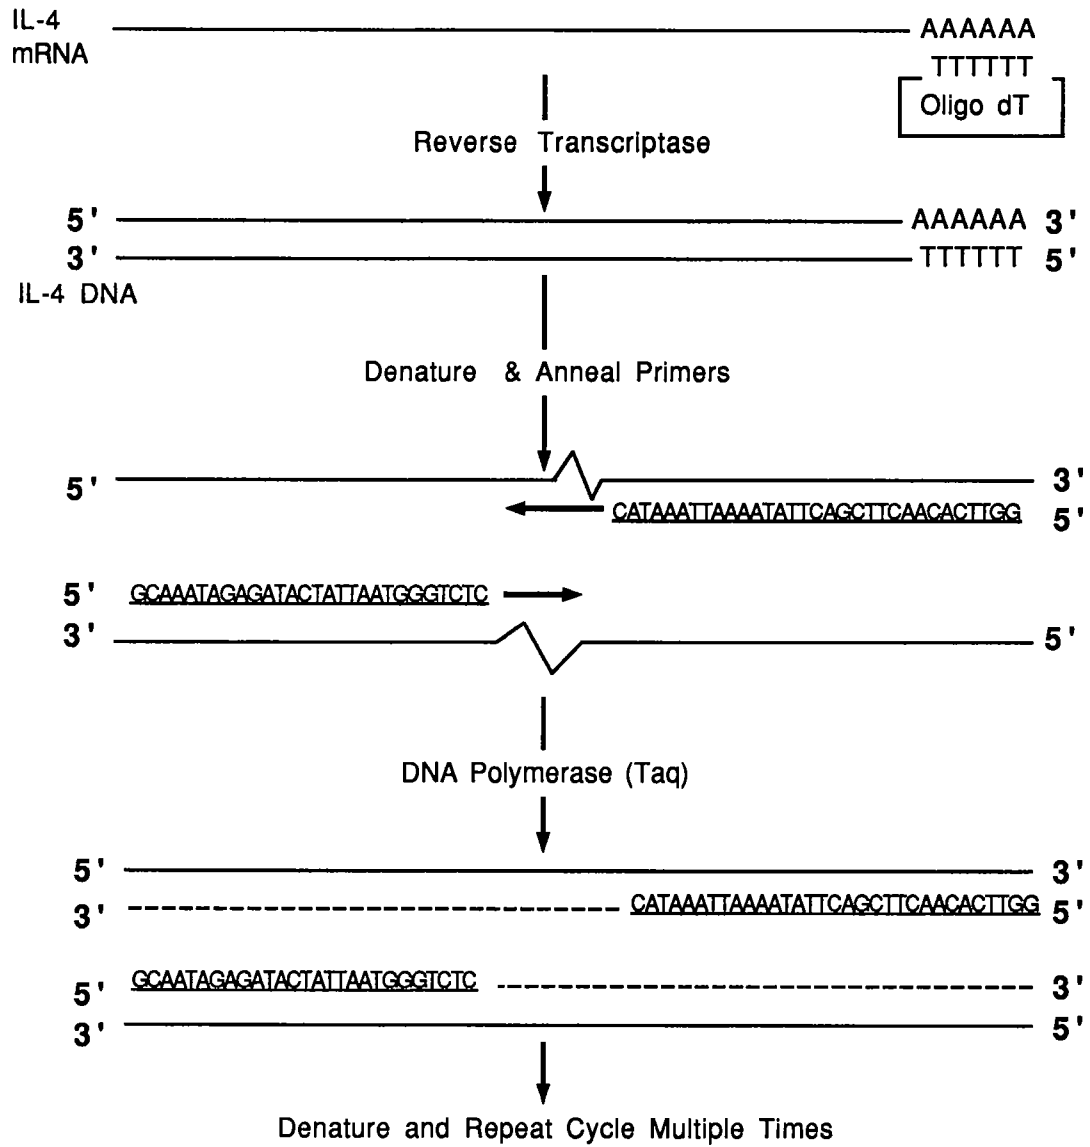 IL-4
mRNA
AAAAAA
TTTTTT
Oligo dT
Reverse Transcriptase
5' AAAAAA 3'
3' TTTTTT 5'
IL-4 DNA
Denature & Anneal Primers
5' 3'
CATAAATTAAAATATTCAGCTTCAACACTTGG 5'
5' GCAAATAGAGATACTATTAATGGGTCTC
3' 5'
DNA Polymerase (Taq)
5' 3'
3' CATAAATTAAAATATTCAGCTTCAACACTTGG 5'
5' GCAATAGAGATACTATTAATGGGTCTC 3'
3' 5'
Denature and Repeat Cycle Multiple Times